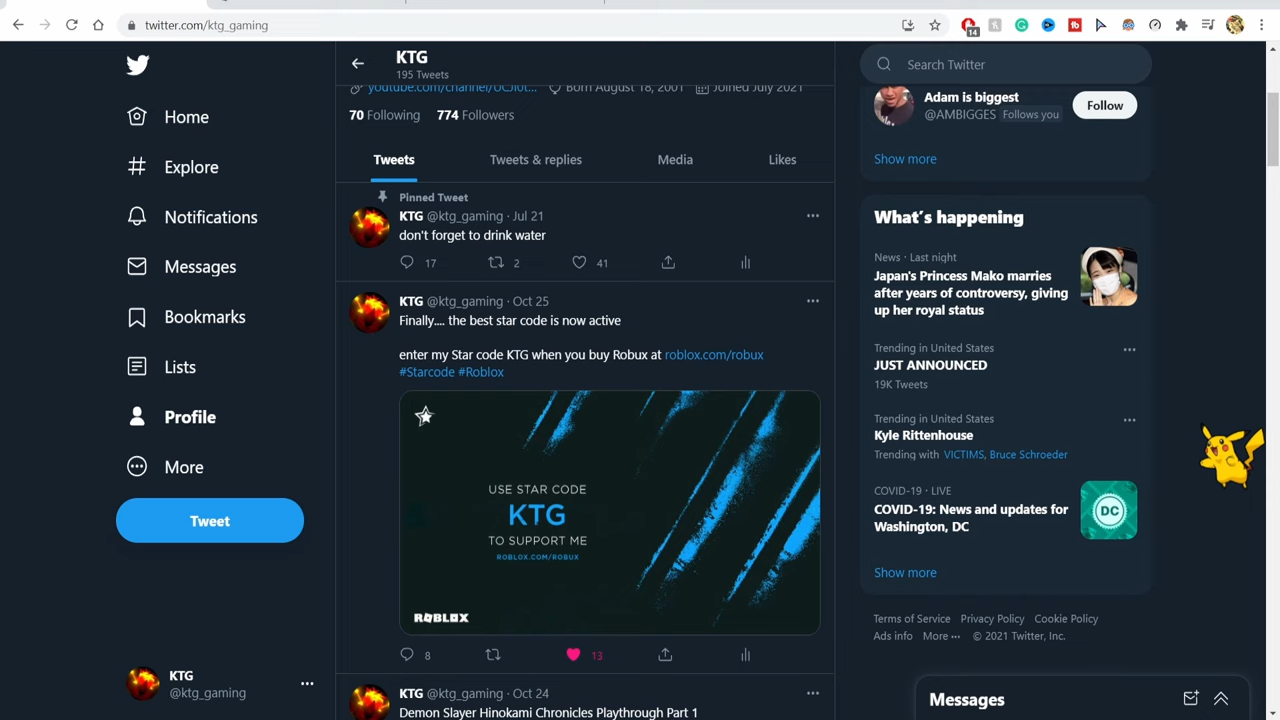 twitter.com/ktg_gaming
14
Home
Explore
Notifications
Messages
Bookmarks
Lists
Profile
More
Tweet
KTG
@ktg_gaming
KTG
195 Tweets
youtube.com/channel/UCJI0t... Born August 18, 2001 Joined July 2021
70 Following 774 Followers
Tweets Tweets & replies Media Likes
Pinned Tweet
KTG @ktg_gaming · Jul 21
don't forget to drink water
17 2 41
KTG @ktg_gaming · Oct 25
Finally.... the best star code is now active
enter my Star code KTG when you buy Robux at roblox.com/robux
#Starcode #Roblox
USE STAR CODE
KTG
TO SUPPORT ME
ROBLOX.COM/ROBUX
ROBLOX
8 13
KTG @ktg_gaming · Oct 24
Demon Slayer Hinokami Chronicles Playthrough Part 1
Search Twitter
Adam is biggest
@AMBIGGES Follows you
Follow
Show more
What's happening
News · Last night
Japan's Princess Mako marries
after years of controversy, giving
up her royal status
Trending in United States
JUST ANNOUNCED
19K Tweets
Trending in United States
Kyle Rittenhouse
Trending with VICTIMS, Bruce Schroeder
COVID-19 · LIVE
COVID-19: News and updates for
Washington, DC
DC
Show more
Terms of Service Privacy Policy Cookie Policy
Ads info More ··· © 2021 Twitter, Inc.
Messages